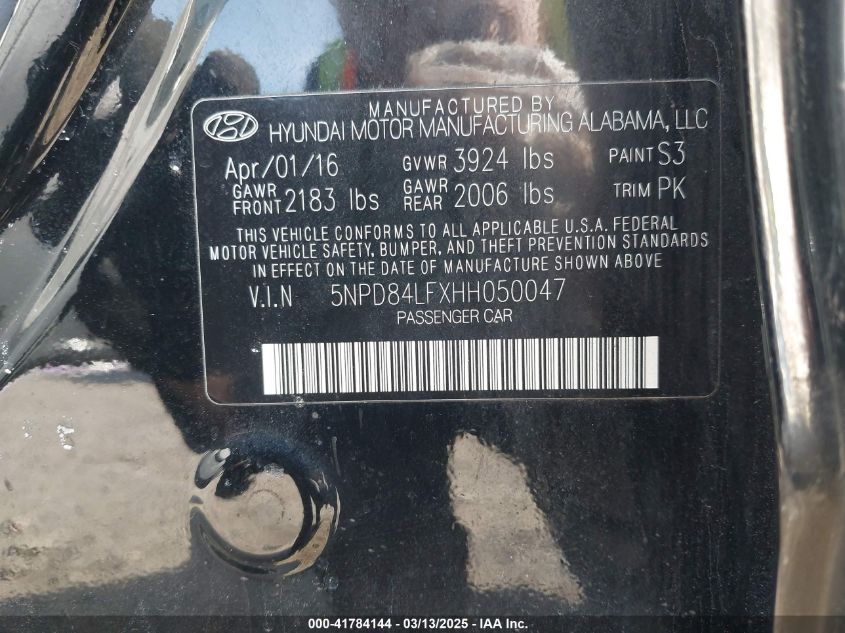 MANUFACTURED BY
HYUNDAI MOTOR MANUFACTURING ALABAMA, LLC
Apr/01/16 GVWR 3924 lbs PAINT S3
GAWR FRONT 2183 lbs GAWR REAR 2006 lbs TRIM PK
THIS VEHICLE CONFORMS TO ALL APPLICABLE U.S.A. FEDERAL
MOTOR VEHICLE SAFETY, BUMPER, AND THEFT PREVENTION STANDARDS
IN EFFECT ON THE DATE OF MANUFACTURE SHOWN ABOVE
V.I.N 5NPD84LFXHH050047
PASSENGER CAR
000-41784144 - 03/13/2025 - IAA Inc.